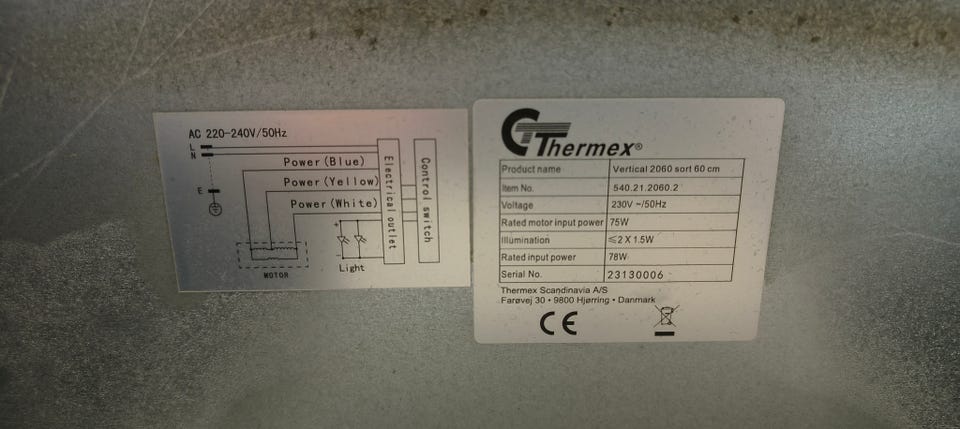 AC 220-240V/50Hz
L
N
Power(Blue)
Power(Yellow)
E
Power(White)
Electrical outlet
Control switch
+
-
Light
MOTOR
Thermex®
Product name Vertical 2060 sort 60 cm
Item No. 540.21.2060.2
Voltage 230V ~/50Hz
Rated motor input power 75W
Illumination ≤2 X 1.5W
Rated input power 78W
Serial No. 23130006
Thermex Scandinavia A/S
Farøvej 30 • 9800 Hjørring • Danmark
CE